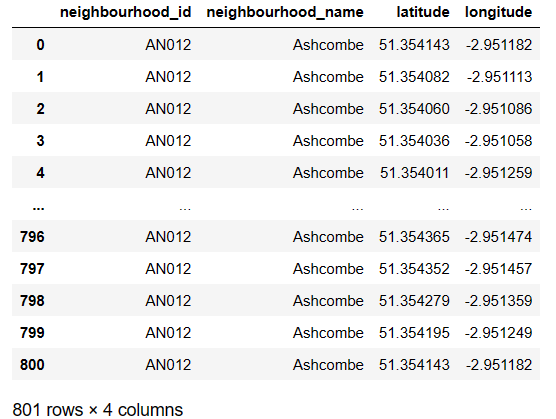 neighbourhood_id neighbourhood_name latitude longitude
0 AN012 Ashcombe 51.354143 -2.951182
1 AN012 Ashcombe 51.354082 -2.951113
2 AN012 Ashcombe 51.354060 -2.951086
3 AN012 Ashcombe 51.354036 -2.951058
4 AN012 Ashcombe 51.354011 -2.951259
... ... ... ... ...
796 AN012 Ashcombe 51.354365 -2.951474
797 AN012 Ashcombe 51.354352 -2.951457
798 AN012 Ashcombe 51.354279 -2.951359
799 AN012 Ashcombe 51.354195 -2.951249
800 AN012 Ashcombe 51.354143 -2.951182
801 rows × 4 columns